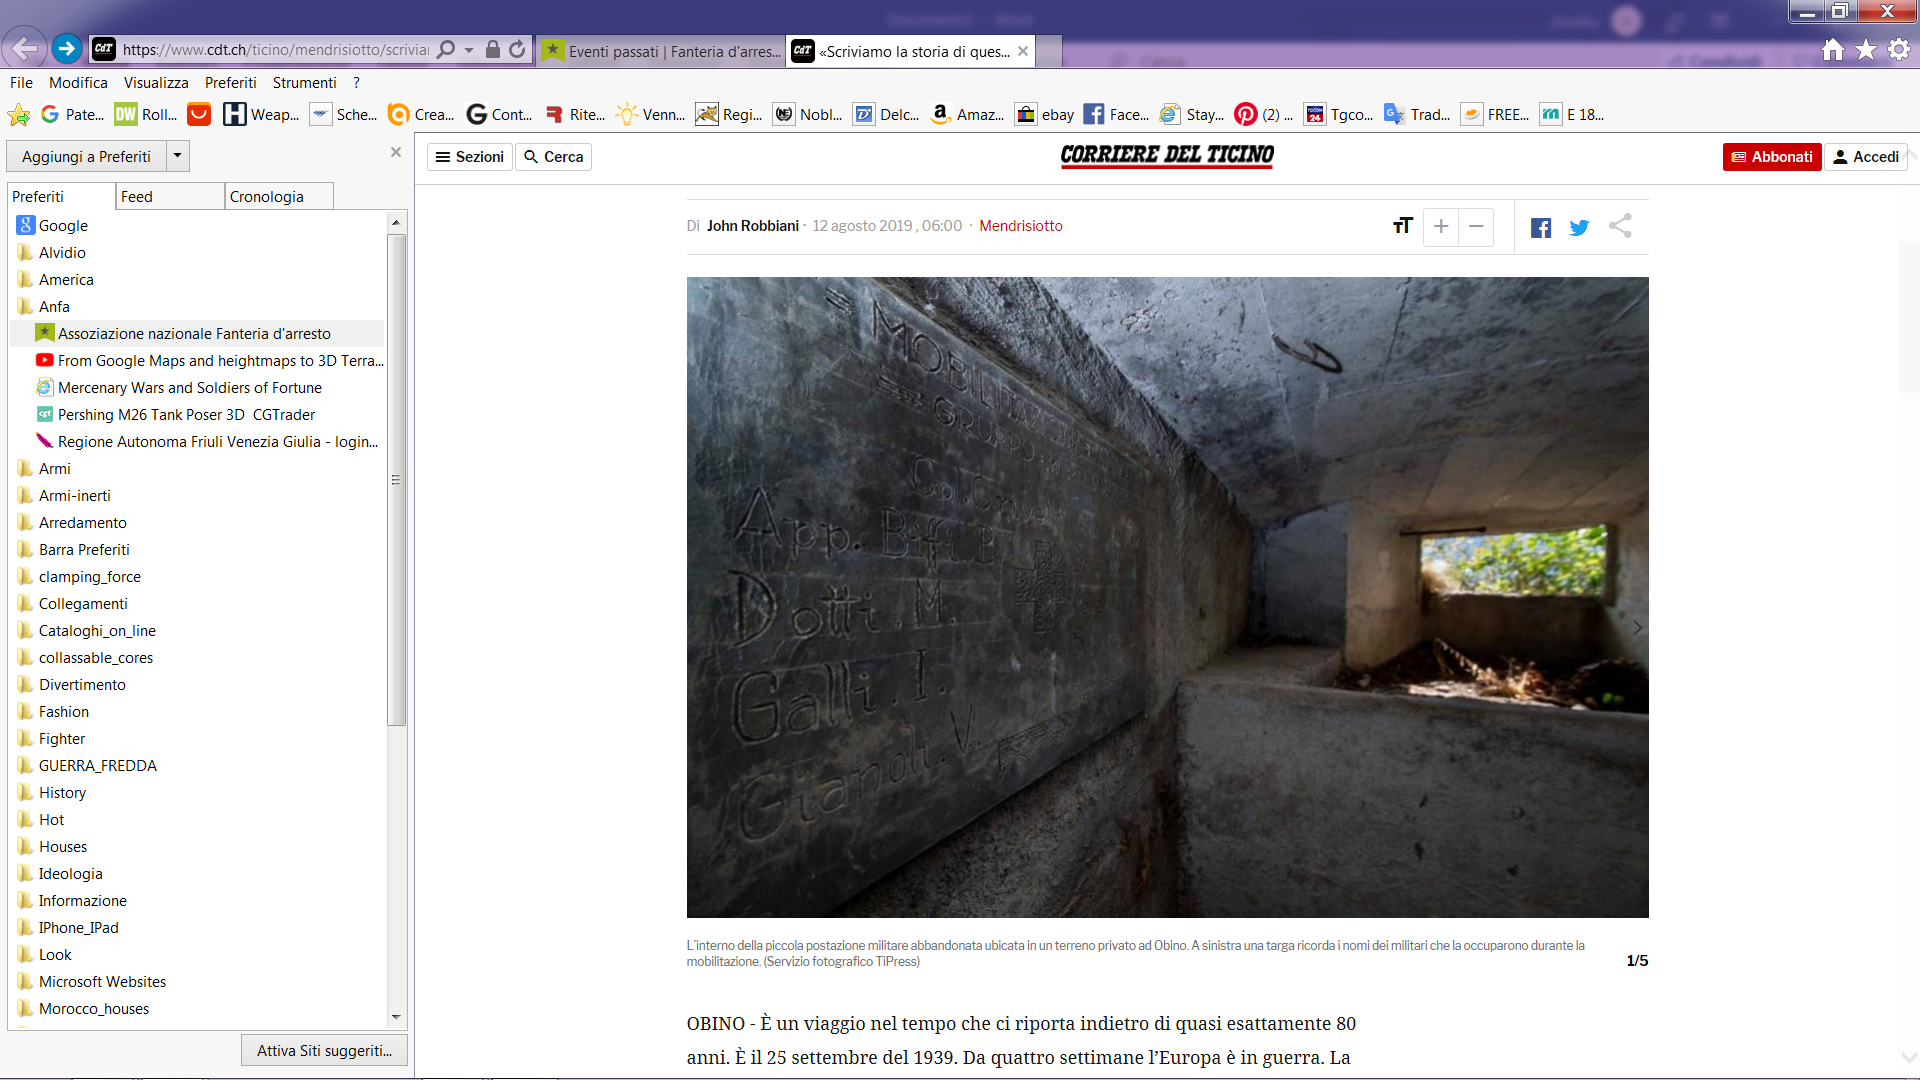 https://www.cdt.ch/ticino/mendrisiotto/scrivia
Eventi passati | Fanteria d'arres...
«Scriviamo la storia di ques...
File Modifica Visualizza Preferiti Strumenti ?
Pate... Roll... Weap... Sche... Crea... Cont... Rite... Venn... Regi... Nobl... Delc... Amaz... ebay Face... Stay... (2) ... Tgco... Trad... FREE... E 18...
Aggiungi a Preferiti
Preferiti Feed Cronologia
Google
Alvidio
America
Anfa
Assoziazione nazionale Fanteria d'arresto
From Google Maps and heightmaps to 3D Terra...
Mercenary Wars and Soldiers of Fortune
Pershing M26 Tank Poser 3D CGTrader
Regione Autonoma Friuli Venezia Giulia - login...
Armi
Armi-inerti
Arredamento
Barra Preferiti
clamping_force
Collegamenti
Cataloghi_on_line
collassable_cores
Divertimento
Fashion
Fighter
GUERRA_FREDDA
History
Hot
Houses
Ideologia
Informazione
IPhone_IPad
Look
Microsoft Websites
Morocco_houses
Attiva Siti suggeriti...
Sezioni Cerca
CORRIERE DEL TICINO
Abbonati Accedi
Di John Robbiani · 12 agosto 2019 , 06:00 · Mendrisiotto
GRUPPO
App. B
Dotti. M.
Galli. I.
Gianoli. V.
L'interno della piccola postazione militare abbandonata ubicata in un terreno privato ad Obino. A sinistra una targa ricorda i nomi dei militari che la occuparono durante la
mobilitazione. (Servizio fotografico TiPress)
1/5
OBINO - È un viaggio nel tempo che ci riporta indietro di quasi esattamente 80
anni. È il 25 settembre del 1939. Da quattro settimane l'Europa è in guerra. La